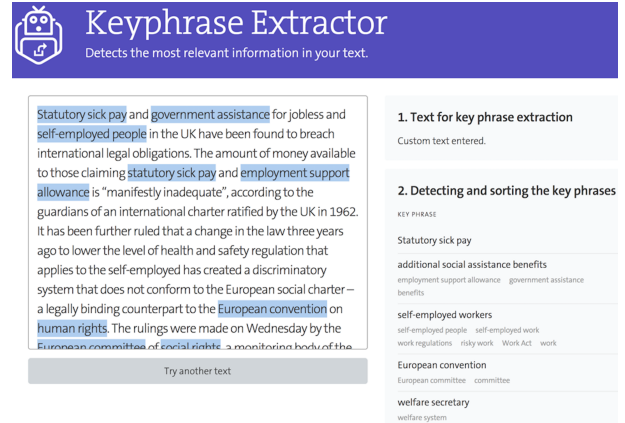 Keyphrase Extractor
Detects the most relevant information in your text.
Statutory sick pay and government assistance for jobless and
self-employed people in the UK have been found to breach
international legal obligations. The amount of money available
to those claiming statutory sick pay and employment support
allowance is “manifestly inadequate”, according to the
guardians of an international charter ratified by the UK in 1962.
It has been further ruled that a change in the law three years
ago to lower the level of health and safety regulation that
applies to the self-employed has created a discriminatory
system that does not conform to the European social charter –
a legally binding counterpart to the European convention on
human rights. The rulings were made on Wednesday by the
European committee of social rights, a monitoring body of the
Try another text
1. Text for key phrase extraction
Custom text entered.
2. Detecting and sorting the key phrases
KEY PHRASE
Statutory sick pay
additional social assistance benefits
employment support allowance government assistance
benefits
self-employed workers
self-employed people self-employed work
work regulations risky work Work Act work
European convention
European committee committee
welfare secretary
welfare system